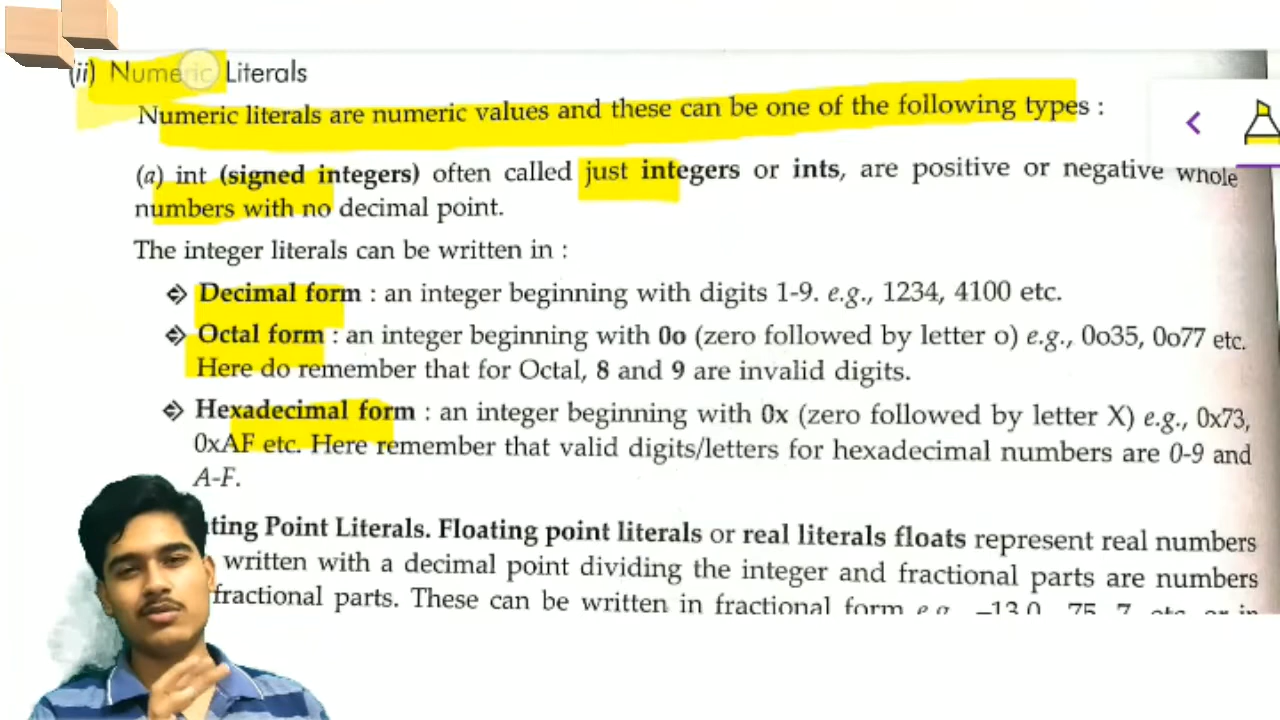 (ii) Numeric Literals
Numeric literals are numeric values and these can be one of the following types :
(a) int (signed integers) often called just integers or ints, are positive or negative whole
numbers with no decimal point.
The integer literals can be written in :
Decimal form : an integer beginning with digits 1-9. e.g., 1234, 4100 etc.
Octal form : an integer beginning with 0o (zero followed by letter o) e.g., 0o35, 0o77 etc.
Here do remember that for Octal, 8 and 9 are invalid digits.
Hexadecimal form : an integer beginning with 0x (zero followed by letter X) e.g., 0x73,
0xAF etc. Here remember that valid digits/letters for hexadecimal numbers are 0-9 and
A-F.
ting Point Literals. Floating point literals or real literals floats represent real numbers
written with a decimal point dividing the integer and fractional parts are numbers
fractional parts. These can be written in fractional form e.g. –13.0